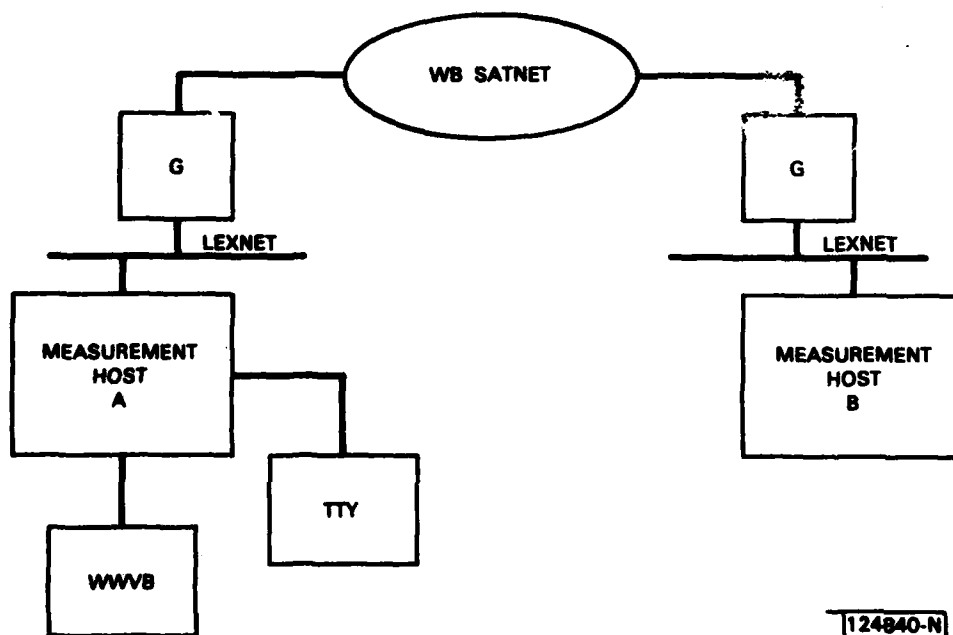 WB SATNET
G
G
LEXNET
LEXNET
MEASUREMENT
HOST
A
MEASUREMENT
HOST
B
TTY
WWVB
124840-N